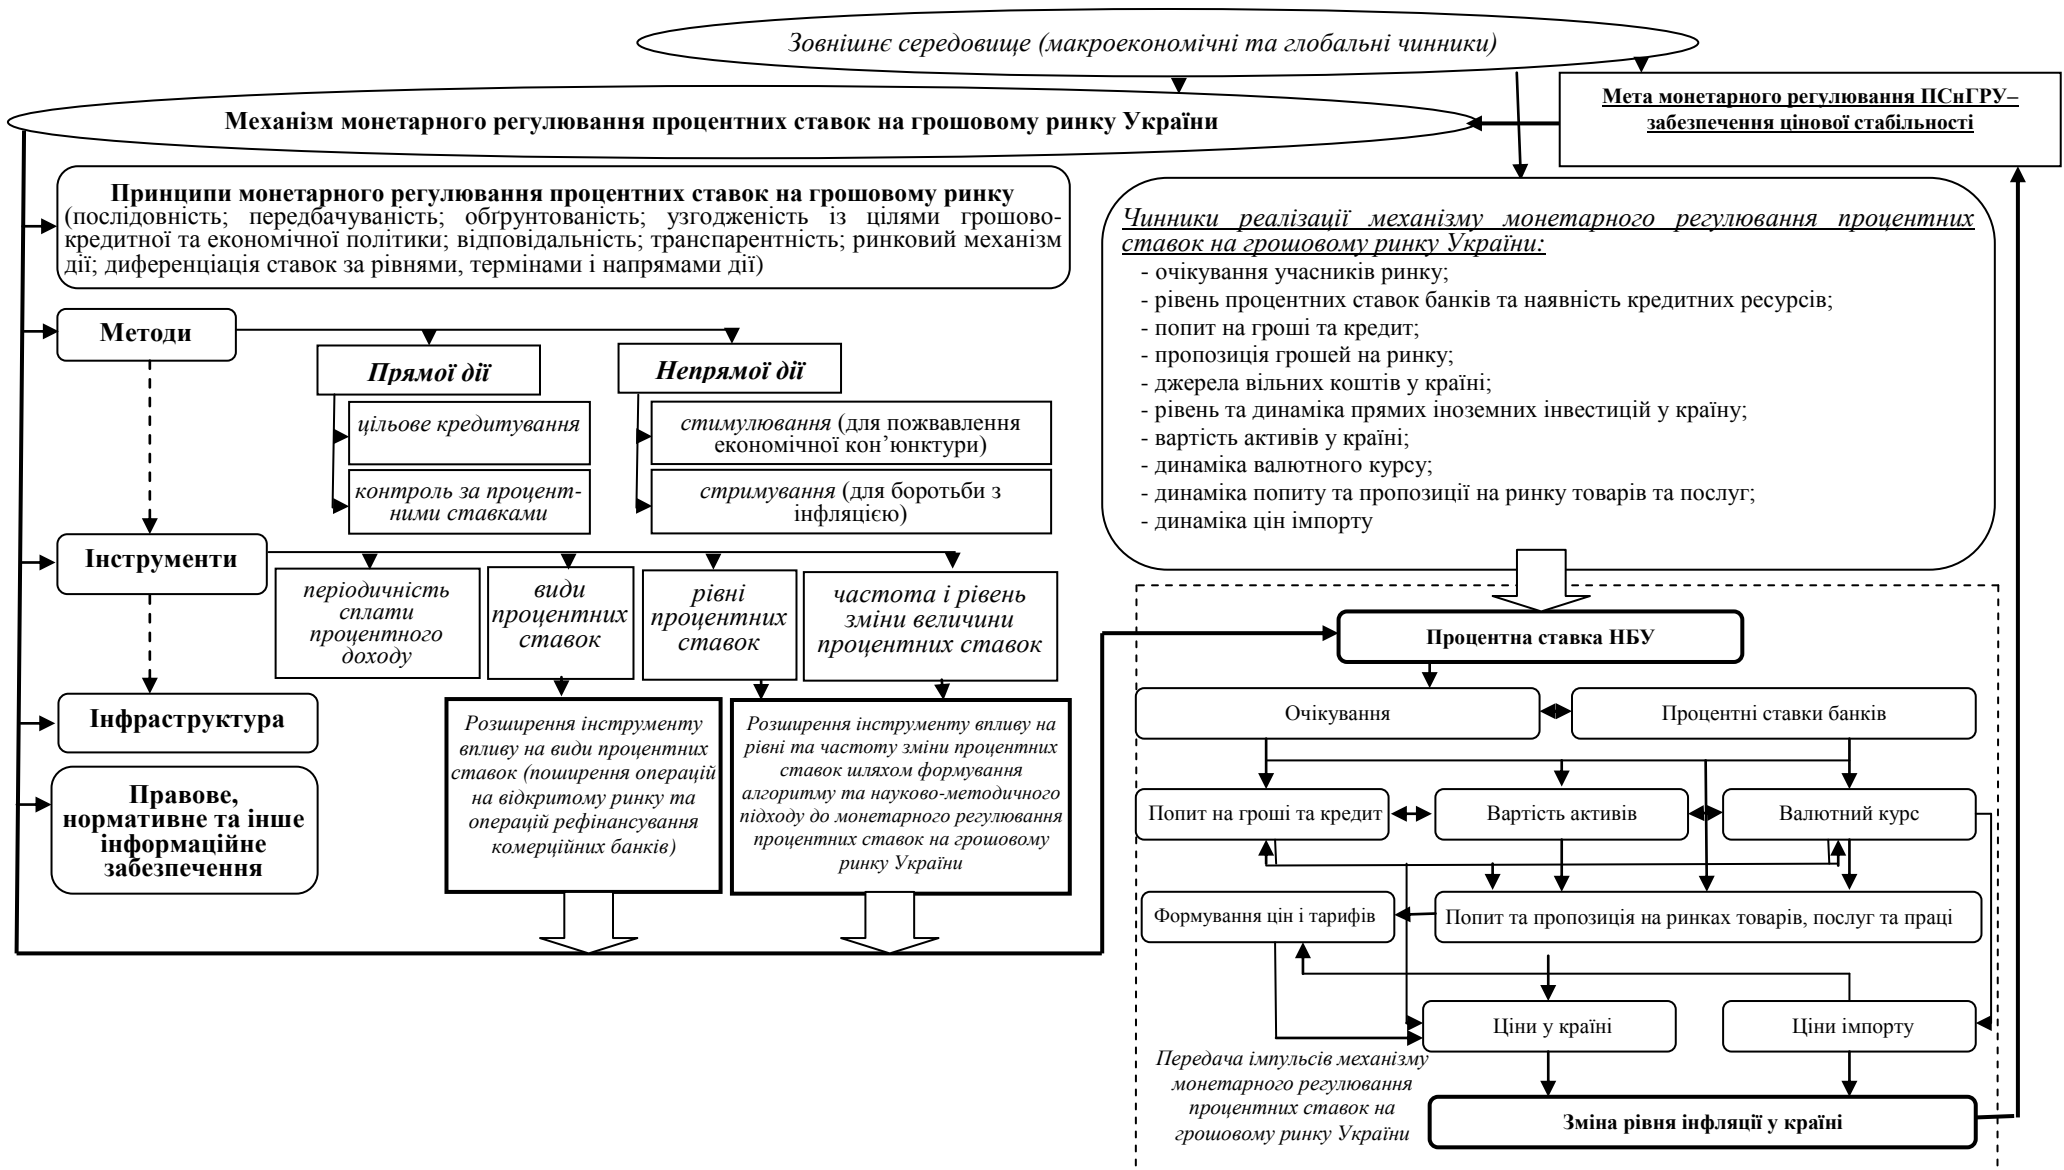 Зовнішнє середовище (макроекономічні та глобальні чинники)
Механізм монетарного регулювання процентних ставок на грошовому ринку України
Мета монетарного регулювання ПСнГРУ–
забезпечення цінової стабільності
Принципи монетарного регулювання процентних ставок на грошовому ринку
(послідовність; передбачуваність; обґрунтованість; узгодженість із цілями грошово-
кредитної та економічної політики; відповідальність; транспарентність; ринковий механізм
дії; диференціація ставок за рівнями, термінами і напрямами дії)
Методи
Прямої дії
Непрямої дії
цільове кредитування
контроль за процент-
ними ставками
стимулювання (для пожвавлення
економічної кон’юнктури)
стримування (для боротьби з
інфляцією)
Інструменти
періодичність
сплати
процентного
доходу
види
процентних
ставок
рівні
процентних
ставок
частота і рівень
зміни величини
процентних ставок
Інфраструктура
Розширення інструменту
впливу на види процентних
ставок (поширення операцій
на відкритому ринку та
операцій рефінансування
комерційних банків)
Розширення інструменту впливу на
рівні та частоту зміни процентних
ставок шляхом формування
алгоритму та науково-методичного
підходу до монетарного регулювання
процентних ставок на грошовому
ринку України
Правове,
нормативне та інше
інформаційне
забезпечення
Чинники реалізації механізму монетарного регулювання процентних
ставок на грошовому ринку України:
- очікування учасників ринку;
- рівень процентних ставок банків та наявність кредитних ресурсів;
- попит на гроші та кредит;
- пропозиція грошей на ринку;
- джерела вільних коштів у країні;
- рівень та динаміка прямих іноземних інвестицій у країну;
- вартість активів у країні;
- динаміка валютного курсу;
- динаміка попиту та пропозиції на ринку товарів та послуг;
- динаміка цін імпорту
Процентна ставка НБУ
Очікування
Процентні ставки банків
Попит на гроші та кредит
Вартість активів
Валютний курс
Формування цін і тарифів
Попит та пропозиція на ринках товарів, послуг та праці
Ціни у країні
Ціни імпорту
Передача імпульсів механізму
монетарного регулювання
процентних ставок на
грошовому ринку України
Зміна рівня інфляції у країні